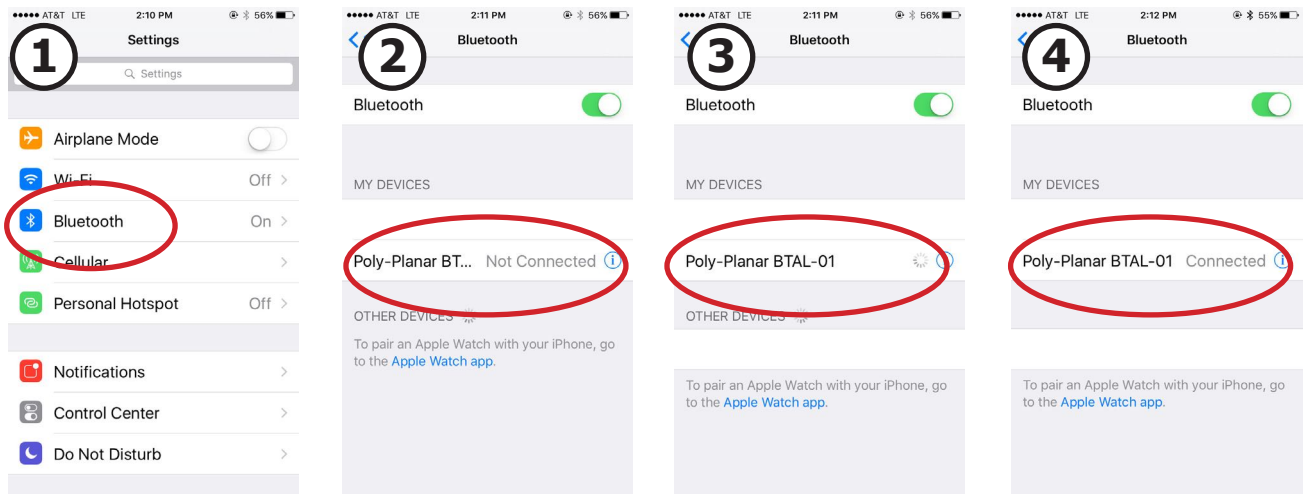 AT&T LTE 2:10 PM 56%
1
Settings
Settings
Airplane Mode
Wi-Fi Off
Bluetooth On
Cellular
Personal Hotspot Off
Notifications
Control Center
Do Not Disturb
AT&T LTE 2:11 PM 56%
2
Bluetooth
Bluetooth
MY DEVICES
Poly-Planar BT... Not Connected i
OTHER DEVICES
To pair an Apple Watch with your iPhone, go
to the Apple Watch app.
AT&T LTE 2:11 PM 56%
3
Bluetooth
Bluetooth
MY DEVICES
Poly-Planar BTAL-01
OTHER DEVICES
To pair an Apple Watch with your iPhone, go
to the Apple Watch app.
AT&T LTE 2:12 PM 55%
4
Bluetooth
Bluetooth
MY DEVICES
Poly-Planar BTAL-01 Connected i
To pair an Apple Watch with your iPhone, go
to the Apple Watch app.